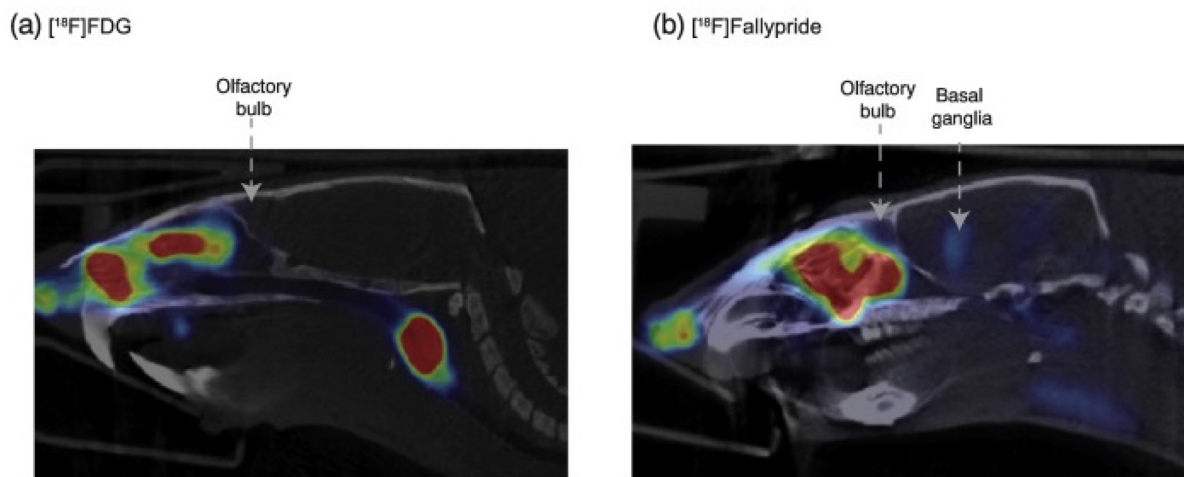 (a) [¹⁸F]FDG
(b) [¹⁸F]Fallypride
Olfactory
bulb
Olfactory
bulb
Basal
ganglia